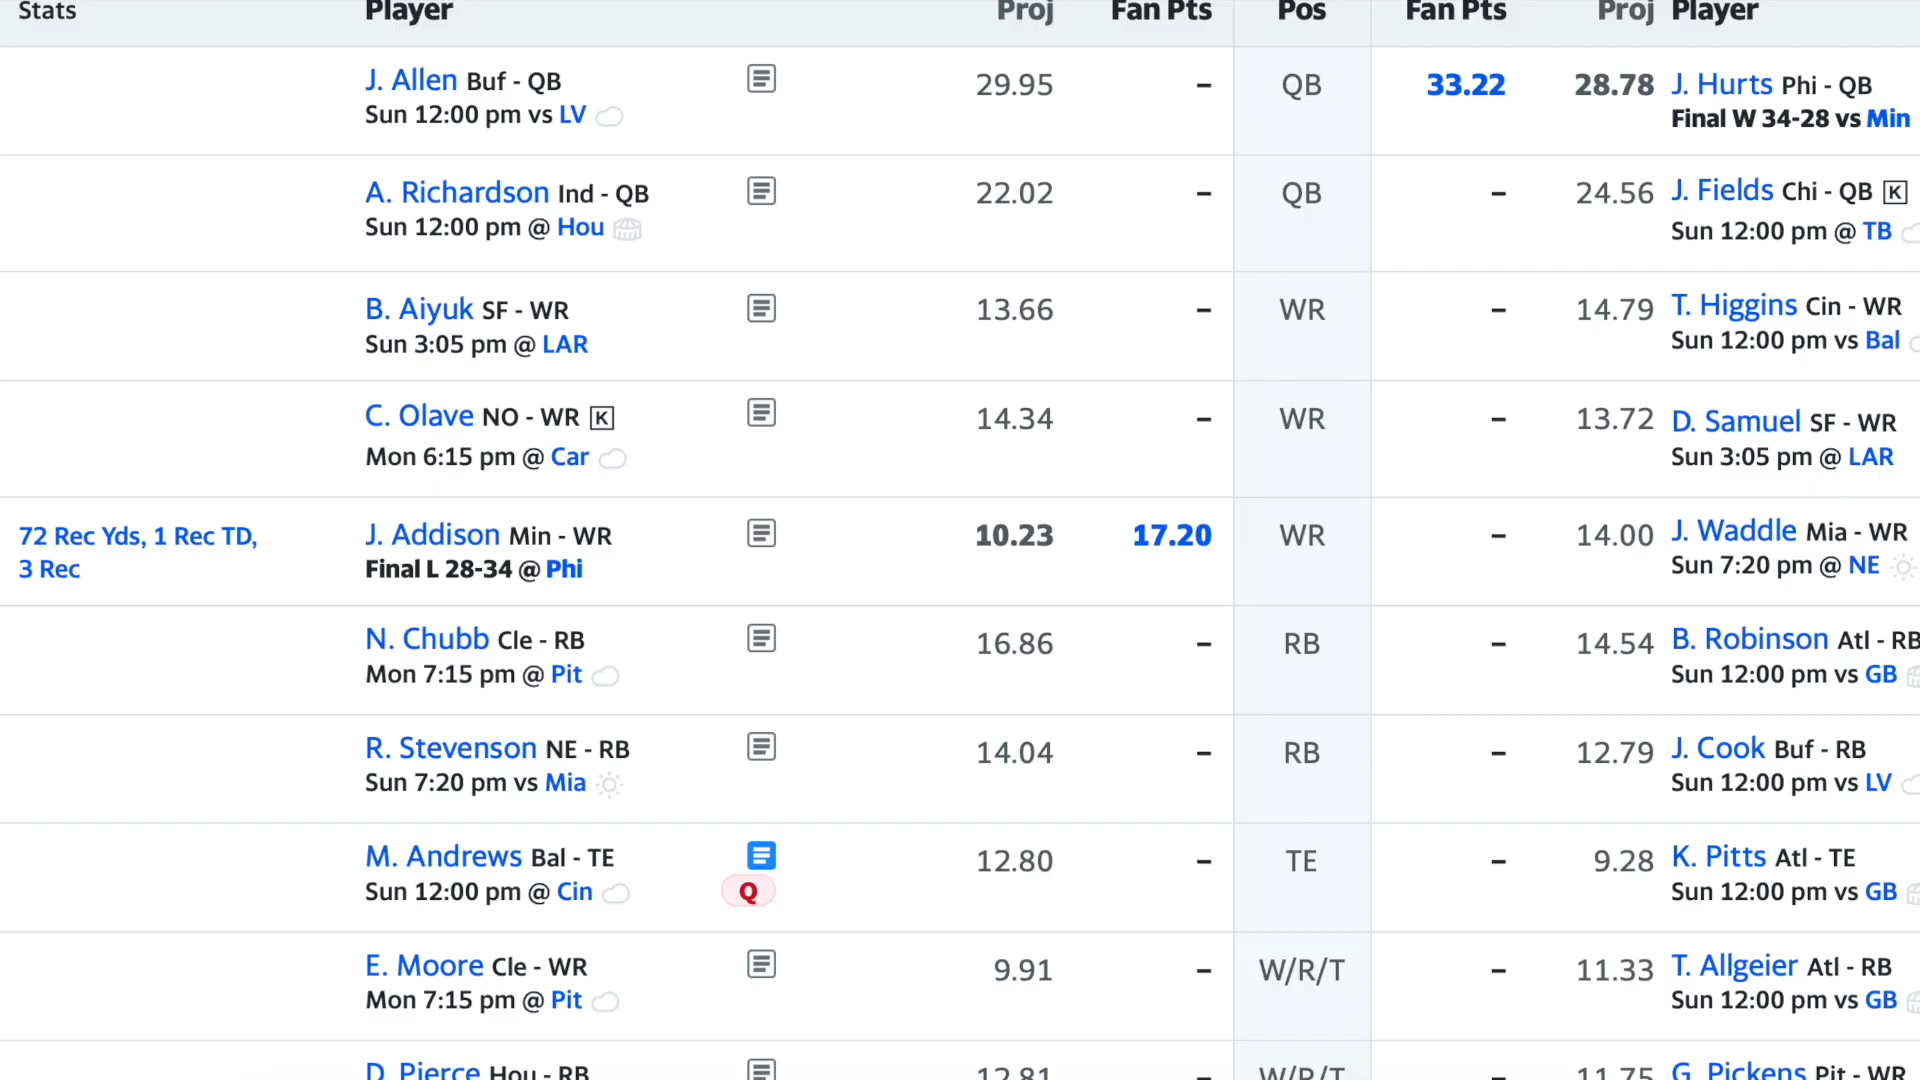 Stats Player Proj Fan Pts Pos Fan Pts Proj Player
J. Allen Buf - QB 29.95 – QB 33.22 28.78 J. Hurts Phi - QB
Sun 12:00 pm vs LV Final W 34-28 vs Min
A. Richardson Ind - QB 22.02 – QB – 24.56 J. Fields Chi - QB K
Sun 12:00 pm @ Hou Sun 12:00 pm @ TB
B. Aiyuk SF - WR 13.66 – WR – 14.79 T. Higgins Cin - WR
Sun 3:05 pm @ LAR Sun 12:00 pm vs Bal
C. Olave NO - WR K 14.34 – WR – 13.72 D. Samuel SF - WR
Mon 6:15 pm @ Car Sun 3:05 pm @ LAR
72 Rec Yds, 1 Rec TD, J. Addison Min - WR 10.23 17.20 WR – 14.00 J. Waddle Mia - WR
3 Rec Final L 28-34 @ Phi Sun 7:20 pm @ NE
N. Chubb Cle - RB 16.86 – RB – 14.54 B. Robinson Atl - RB
Mon 7:15 pm @ Pit Sun 12:00 pm vs GB
R. Stevenson NE - RB 14.04 – RB – 12.79 J. Cook Buf - RB
Sun 7:20 pm vs Mia Sun 12:00 pm vs LV
M. Andrews Bal - TE 12.80 – TE – 9.28 K. Pitts Atl - TE
Sun 12:00 pm @ Cin Q Sun 12:00 pm vs GB
E. Moore Cle - WR 9.91 – W/R/T – 11.33 T. Allgeier Atl - RB
Mon 7:15 pm @ Pit Sun 12:00 pm vs GB
D. Pierce Hou - RB 12.81 – W/R/T – 11.75 G. Pickens Pit - WR